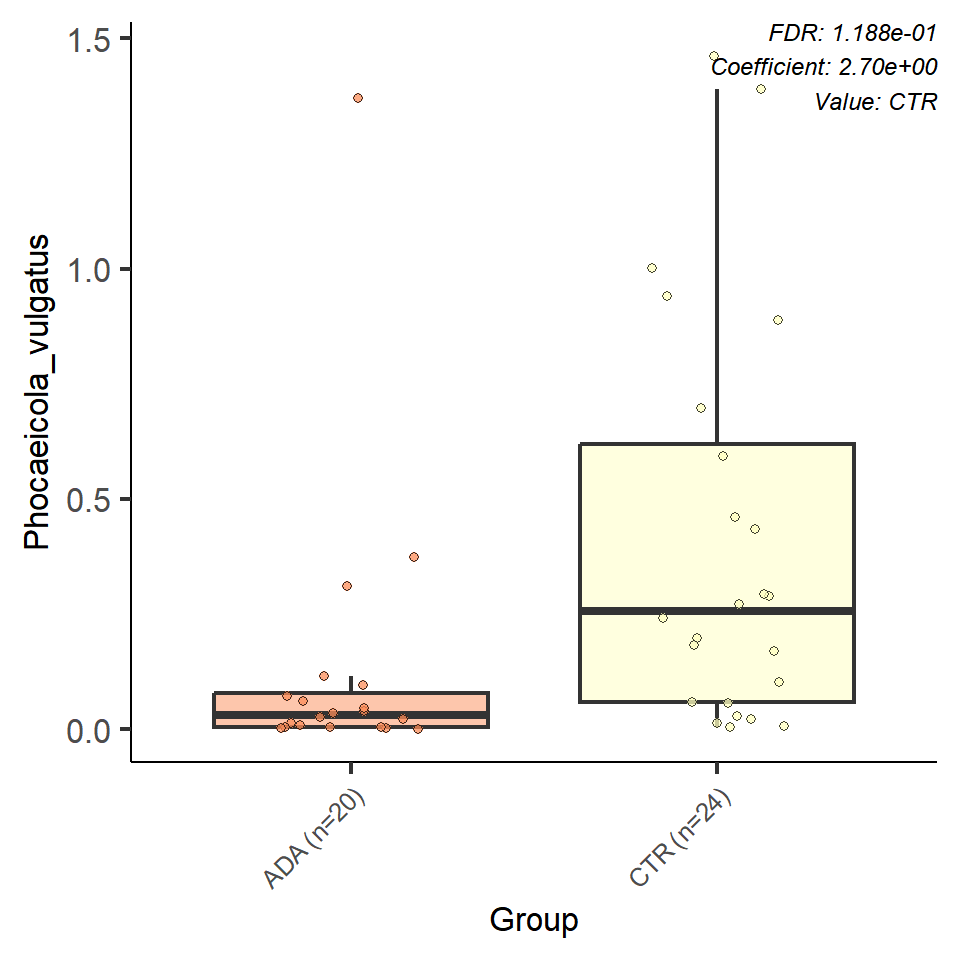 FDR: 1.188e-01
Coefficient: 2.70e+00
Value: CTR
1.5
1.0
0.5
0.0
Phocaeicola_vulgatus
ADA (n=20)
CTR (n=24)
Group